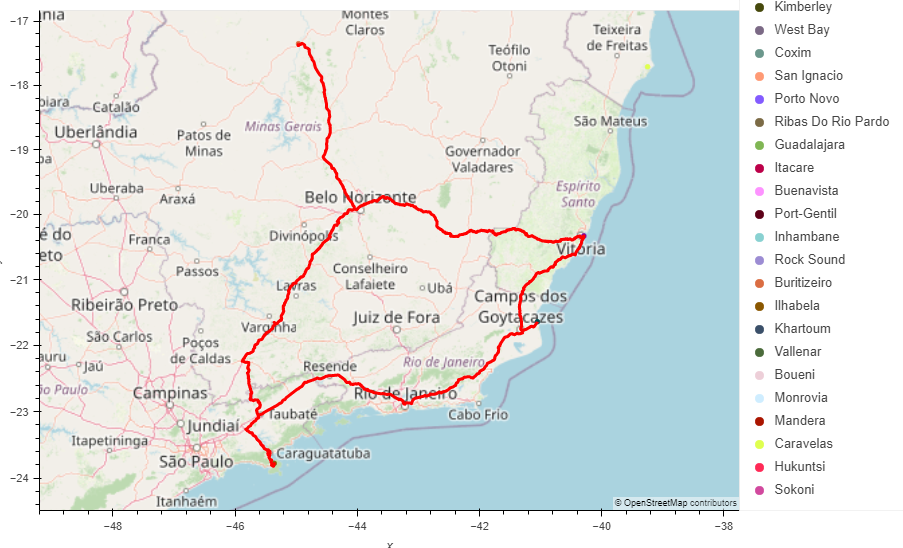 Montes
Claros
Teixeira
de Freitas
Teófilo
Otoni
Catalão
Uberlândia
Minas Gerais
Patos de
Minas
São Mateus
Governador
Valadares
Uberaba
Araxá
Belo Horizonte
Espírito
Santo
Franca
Divinópolis
Vitória
Passos
Conselheiro
Lafaiete
Lavras
Ubá
Campos dos
Goytacazes
Ribeirão Preto
Varginha
Juiz de Fora
São Carlos
Poços
de Caldas
Jaú
Resende
Rio de Janeiro
Campinas
Rio de Janeiro
Taubaté
Cabo Frio
Jundiaí
Itapetininga
São Paulo
Caraguatatuba
Itanhaém
© OpenStreetMap contributors
−17
−18
−19
−20
−21
−22
−23
−24
−48
−46
−44
−42
−40
−38
x
Kimberley
West Bay
Coxim
San Ignacio
Porto Novo
Ribas Do Rio Pardo
Guadalajara
Itacare
Buenavista
Port-Gentil
Inhambane
Rock Sound
Buritizeiro
Ilhabela
Khartoum
Vallenar
Boueni
Monrovia
Mandera
Caravelas
Hukuntsi
Sokoni